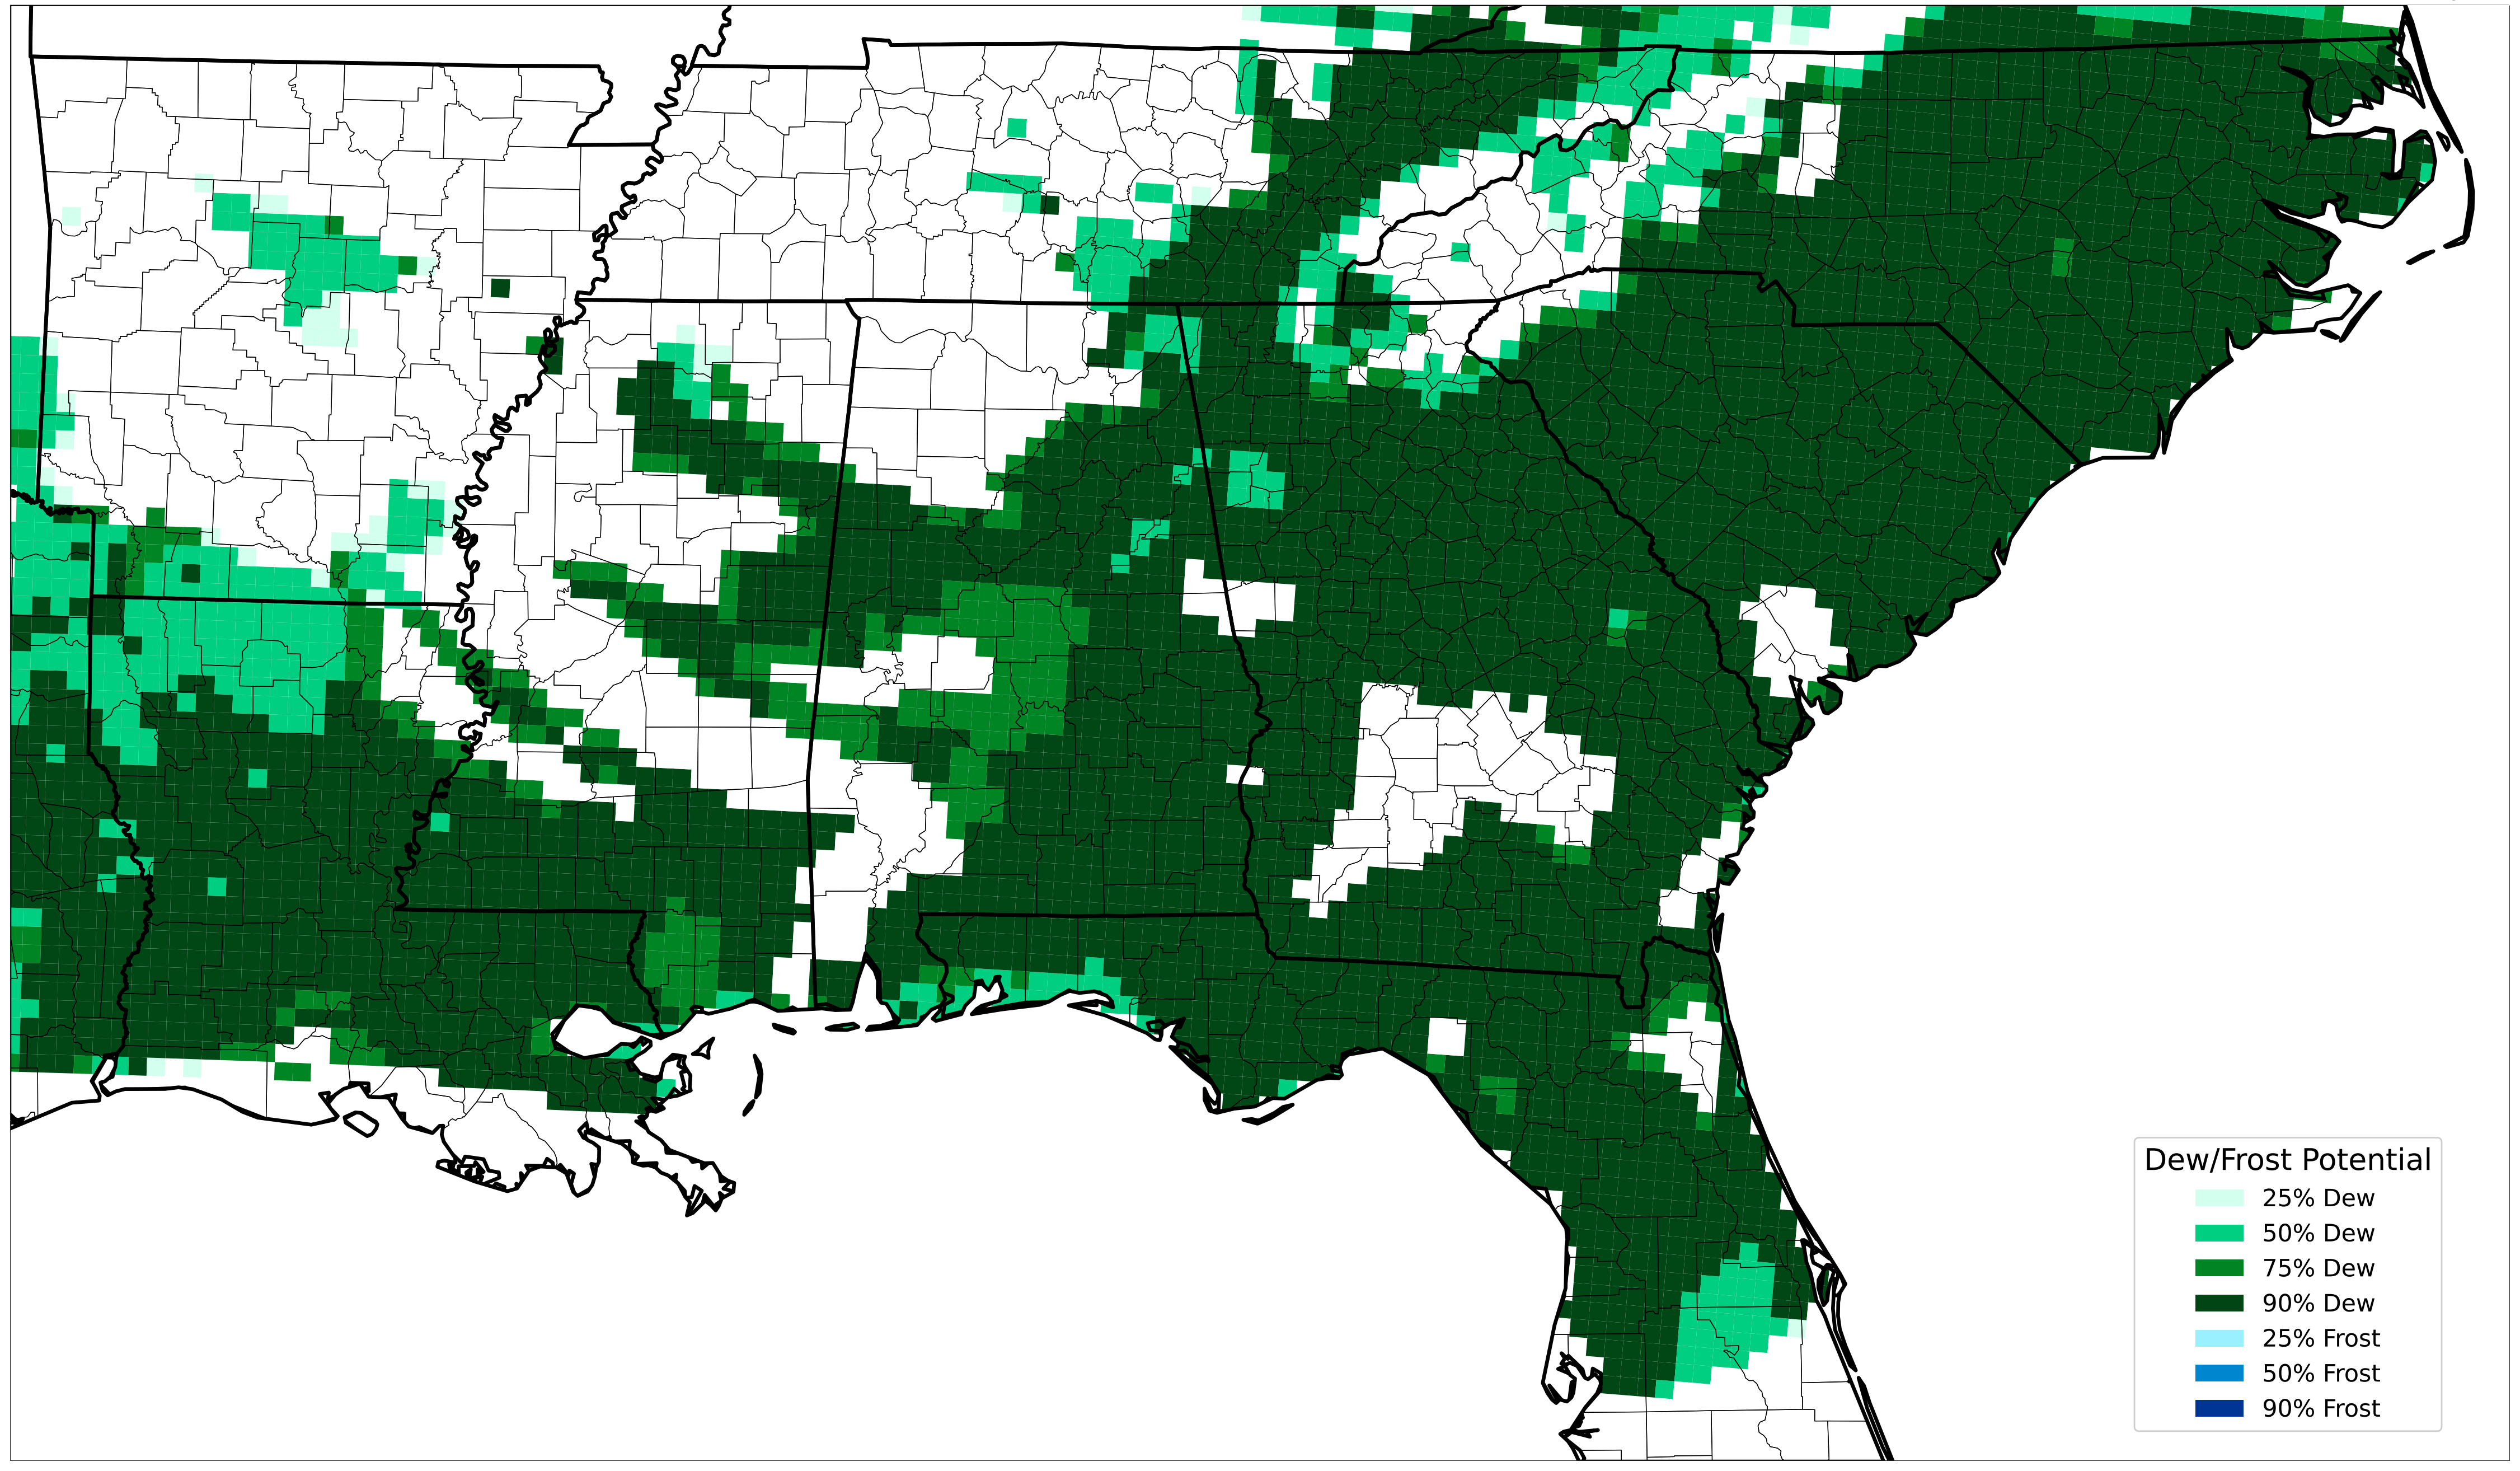 Dew/Frost Potential
25% Dew
50% Dew
75% Dew
90% Dew
25% Frost
50% Frost
90% Frost